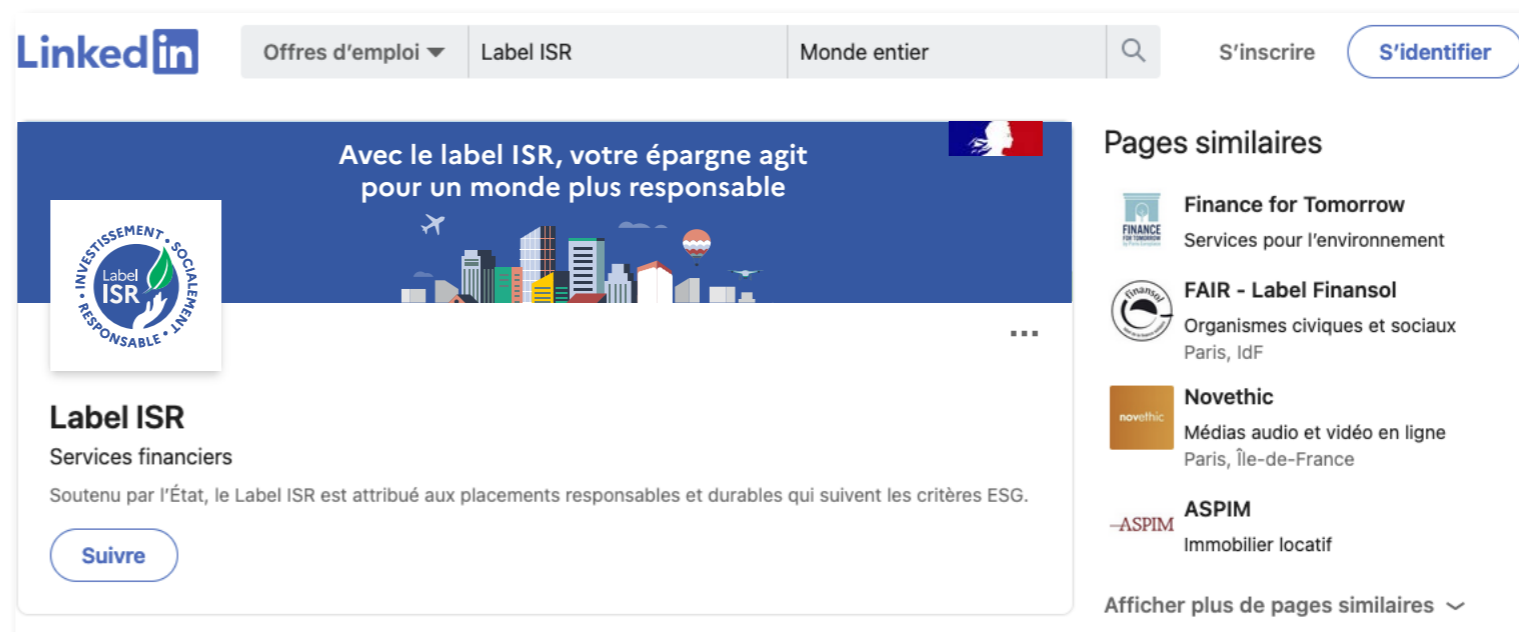 LinkedIn
Offres d'emploi
Label ISR
Monde entier
S'inscrire
S'identifier
Avec le label ISR, votre épargne agit
pour un monde plus responsable
INVESTISSEMENT • SOCIALEMENT • RESPONSABLE •
Label
ISR
...
Label ISR
Services financiers
Soutenu par l'État, le Label ISR est attribué aux placements responsables et durables qui suivent les critères ESG.
Suivre
Pages similaires
FINANCE
FOR TOMORROW
Finance for Tomorrow
Services pour l'environnement
finansol
FAIR - Label Finansol
Organismes civiques et sociaux
Paris, IdF
novethic
Novethic
Médias audio et vidéo en ligne
Paris, Île-de-France
ASPIM
ASPIM
Immobilier locatif
Afficher plus de pages similaires